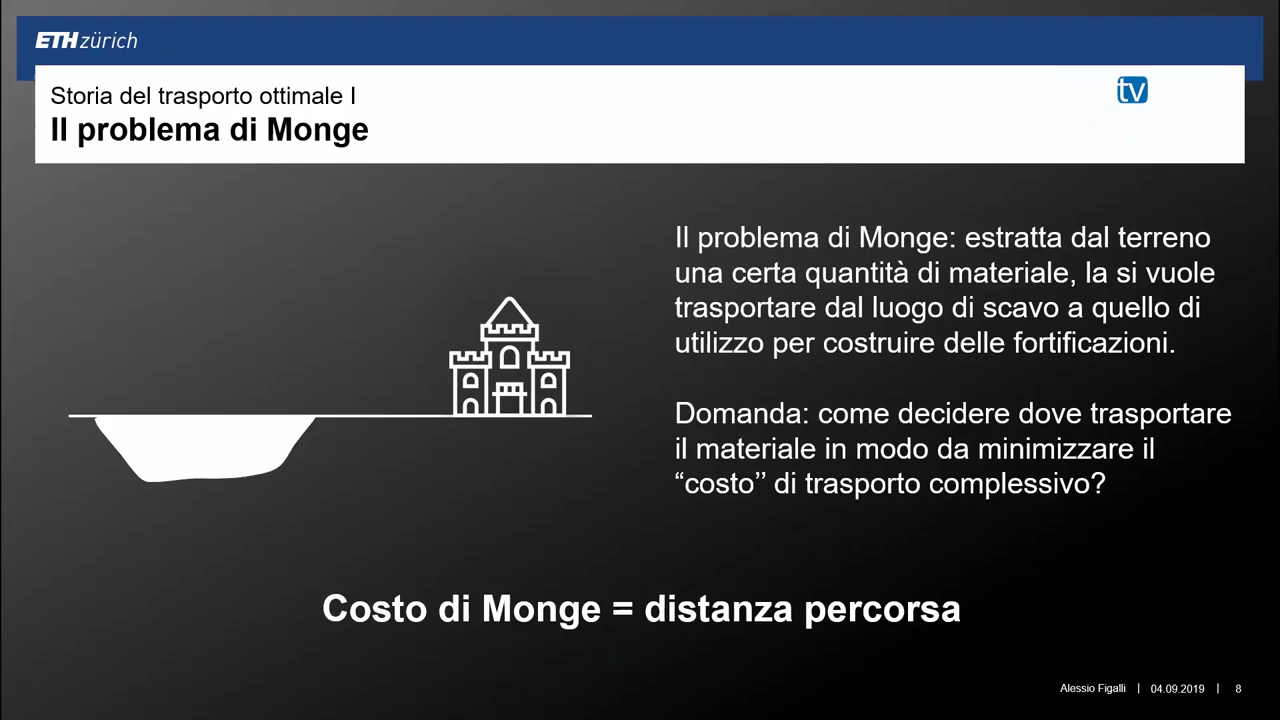 ETH zürich
Storia del trasporto ottimale I
Il problema di Monge
tv
Il problema di Monge: estratta dal terreno
una certa quantità di materiale, la si vuole
trasportare dal luogo di scavo a quello di
utilizzo per costruire delle fortificazioni.
Domanda: come decidere dove trasportare
il materiale in modo da minimizzare il
“costo’’ di trasporto complessivo?
Costo di Monge = distanza percorsa
Alessio Figalli | 04.09.2019 | 8